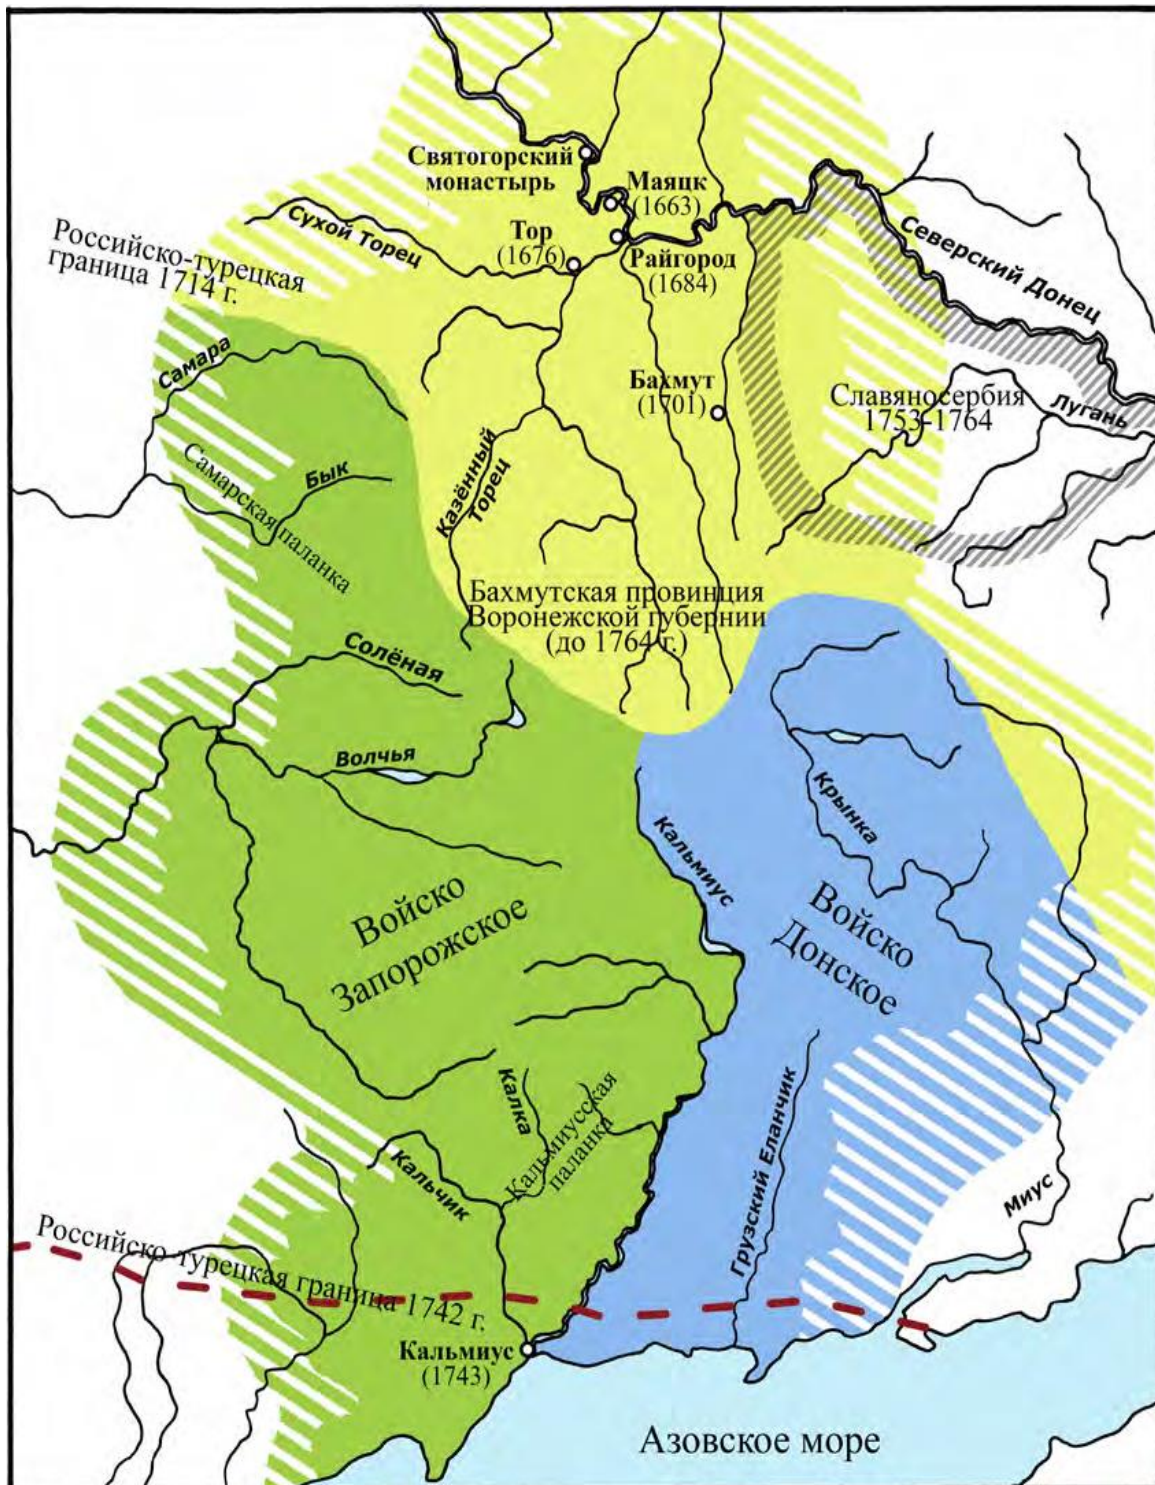 Святогорский
монастырь
Маяцк
(1663)
Сухой Торец
Тор
(1676)
Райгород
(1684)
Северский Донец
Российско-турецкая
граница 1714 г.
Самара
Бахмут
(1701)
Славяносербия
1753-1764
Лугань
Казённый
Торец
Бык
Самарская паланка
Бахмутская провинция
Воронежской губернии
(до 1764 г.)
Солёная
Волчья
Крынка
Кальмиус
Войско
Запорожское
Войско
Донское
Калка
Кальмиусская
паланка
Кальчик
Грузский Еланчик
Миус
Российско-турецкая граница 1742 г.
Кальмиус
(1743)
Азовское море